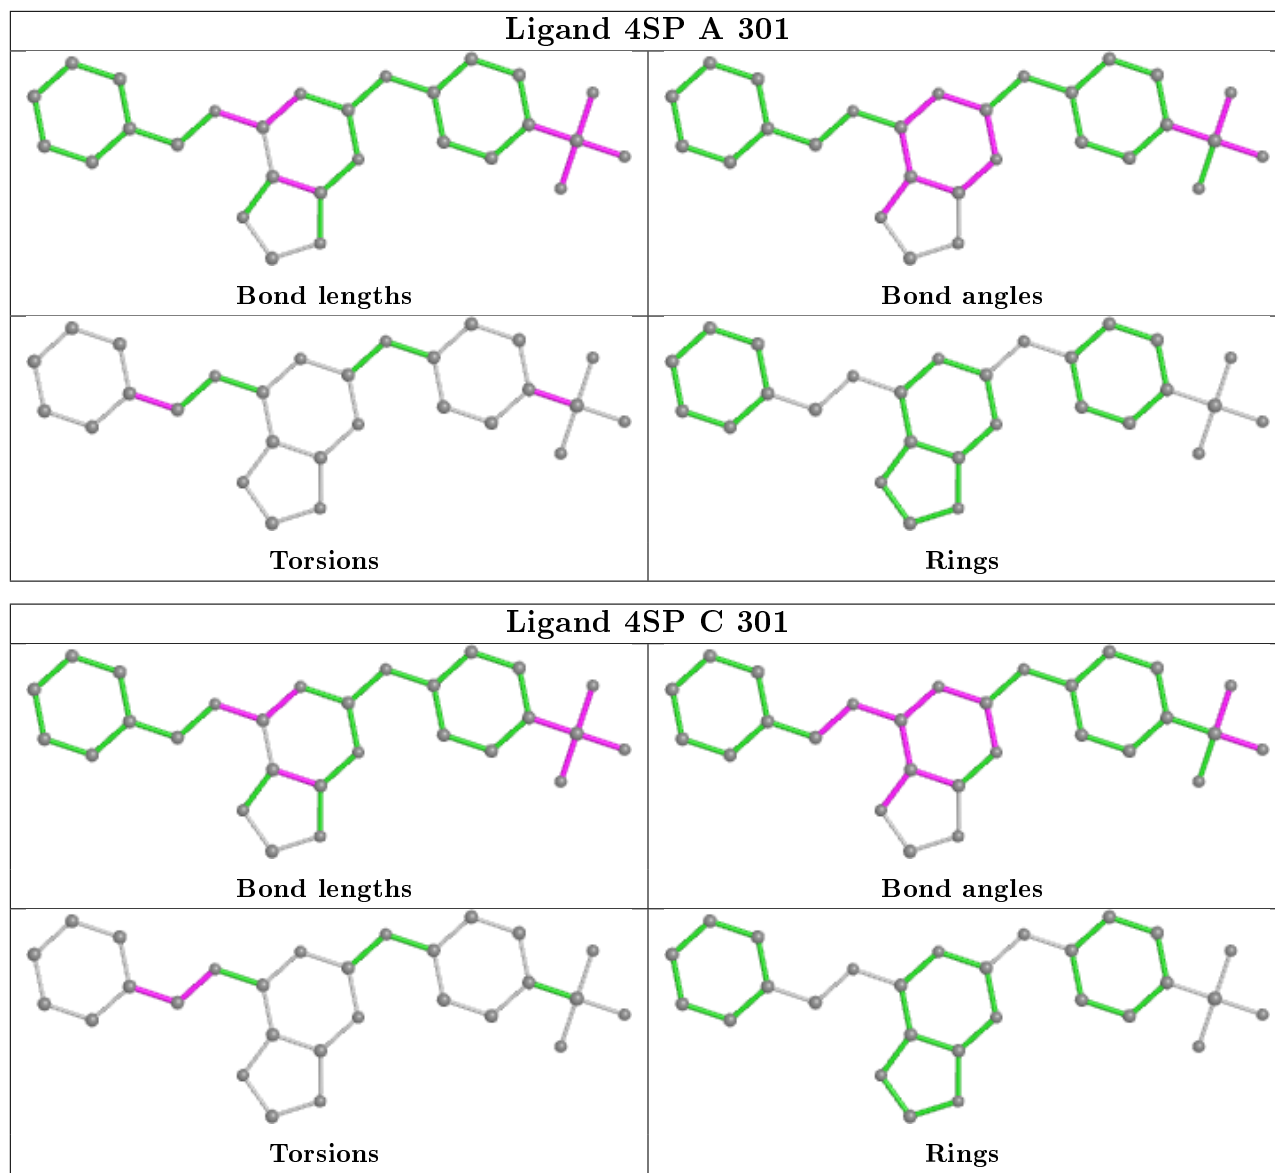 Ligand 4SP A 301
Bond lengths
Bond angles
Torsions
Rings
Ligand 4SP C 301
Bond lengths
Bond angles
Torsions
Rings